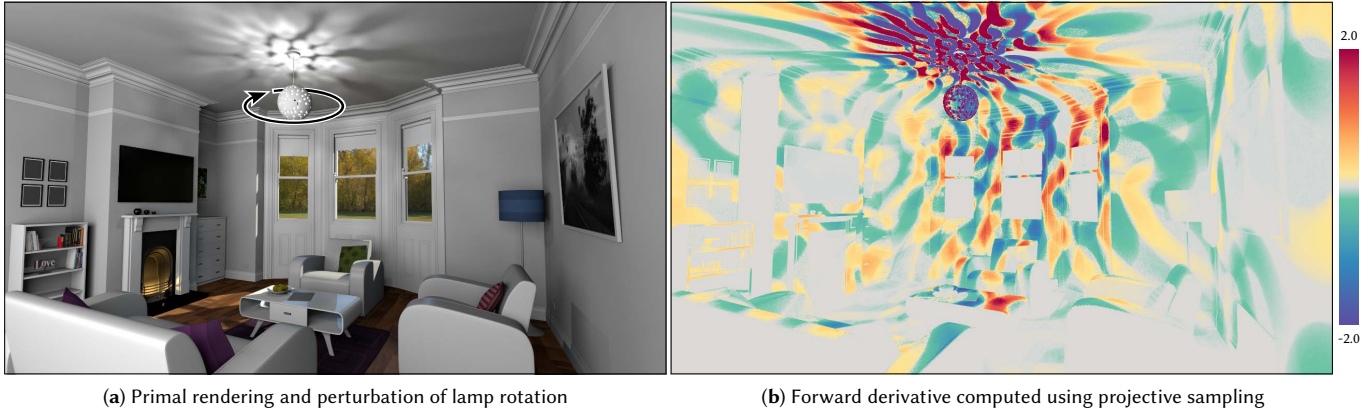 Love
2.0
-2.0
(a) Primal rendering and perturbation of lamp rotation
(b) Forward derivative computed using projective sampling